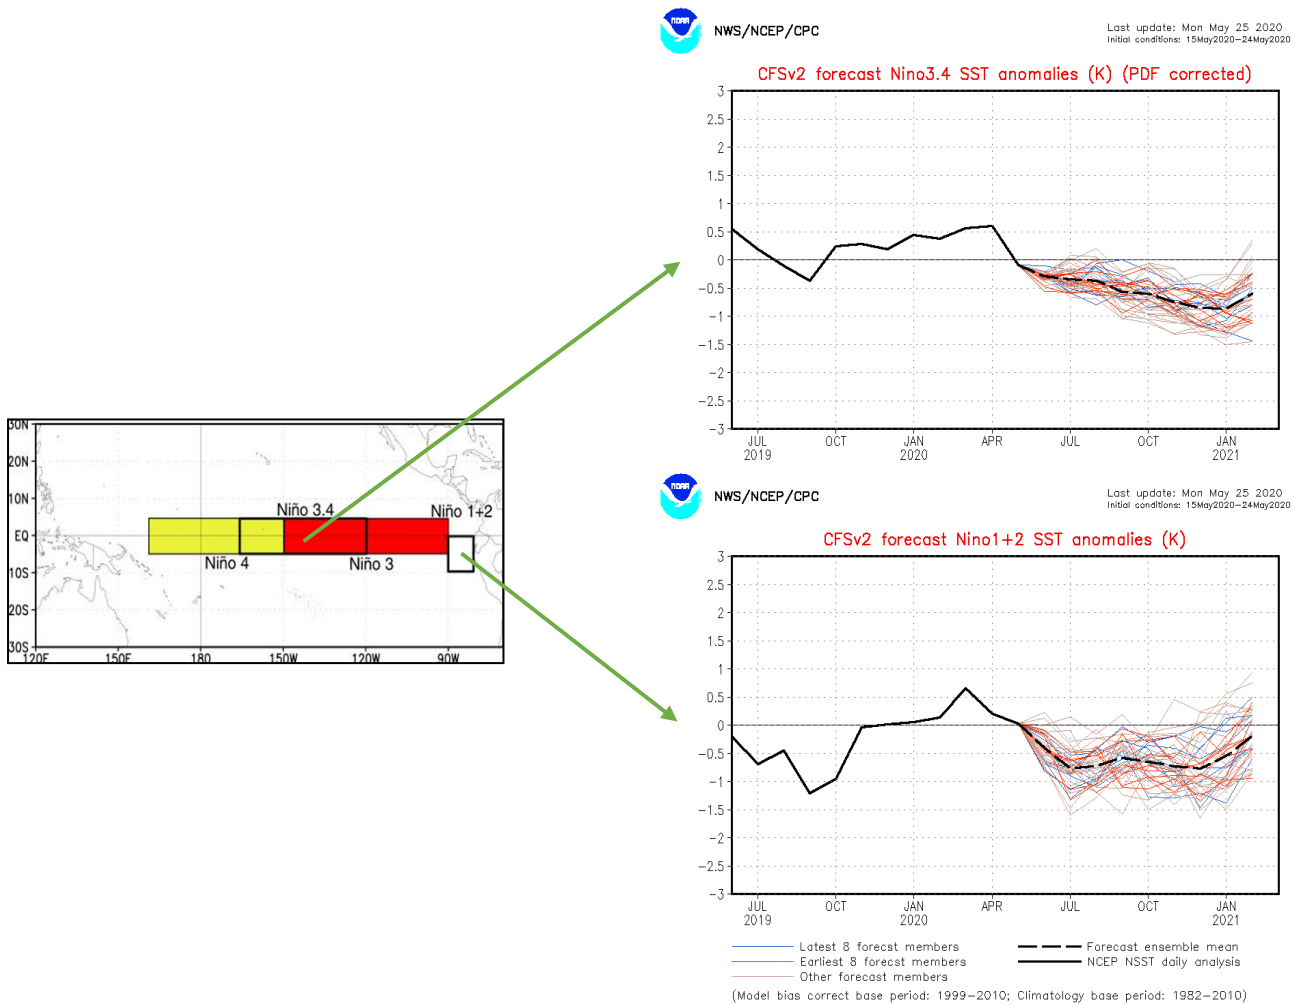 NOAA
NWS/NCEP/CPC
Last update: Mon May 25 2020
Initial conditions: 15May2020−24May2020
CFSv2 forecast Nino3.4 SST anomalies (K) (PDF corrected)
3
2.5
2
1.5
1
0.5
0
−0.5
−1
−1.5
−2
−2.5
−3
JUL OCT JAN APR JUL OCT JAN
2019 2020 2021
30N
20N
10N
EQ
10S
20S
30S
120E 150E 180 150W 120W 90W
Niño 3.4
Niño 1+2
Niño 4
Niño 3
NOAA
NWS/NCEP/CPC
Last update: Mon May 25 2020
Initial conditions: 15May2020−24May2020
CFSv2 forecast Nino1+2 SST anomalies (K)
3
2.5
2
1.5
1
0.5
0
−0.5
−1
−1.5
−2
−2.5
−3
JUL OCT JAN APR JUL OCT JAN
2019 2020 2021
Latest 8 forecst members
Earliest 8 forecst members
Other forecast members
Forecast ensemble mean
NCEP NSST daily analysis
(Model bias correct base period: 1999−2010; Climatology base period: 1982−2010)